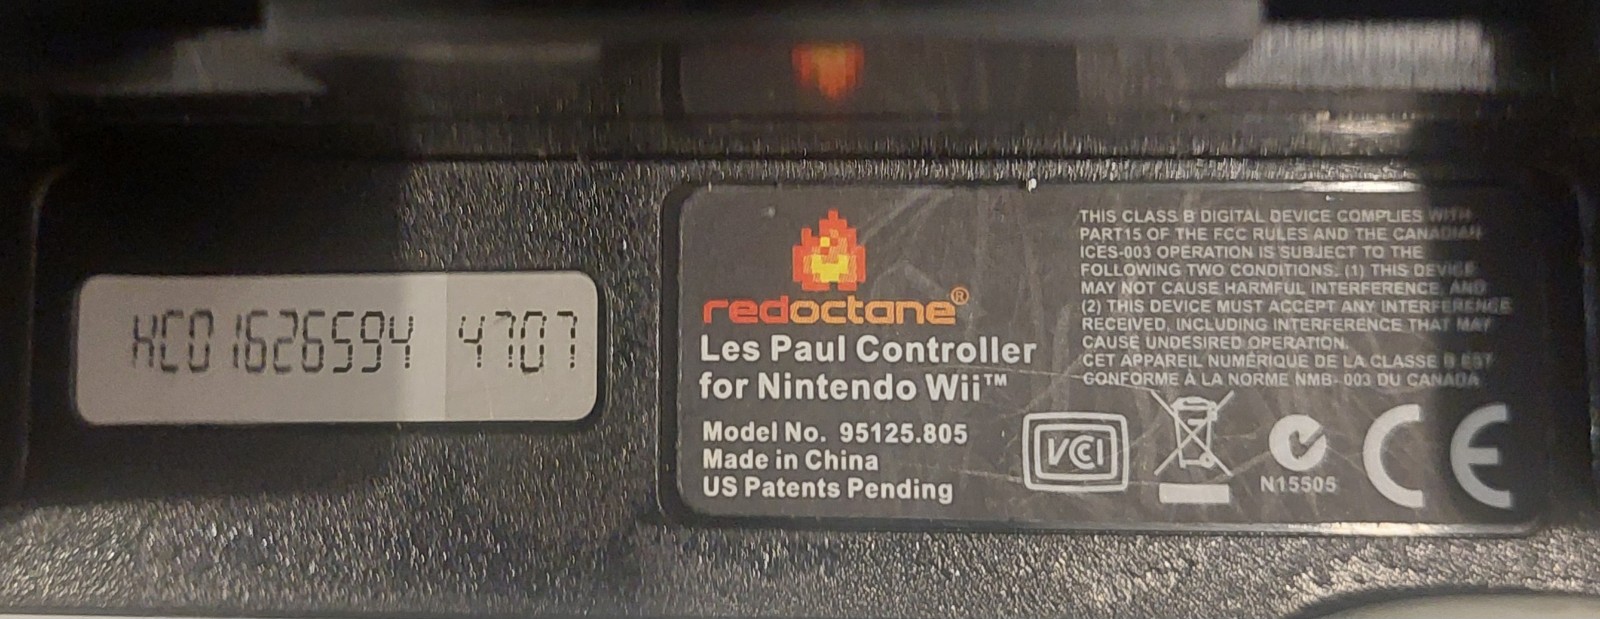 HC01626594 4707
redoctane®
Les Paul Controller
for Nintendo Wii™
Model No. 95125.805
Made in China
US Patents Pending
THIS CLASS B DIGITAL DEVICE COMPLIES WITH
PART15 OF THE FCC RULES AND THE CANADIAN
ICES-003 OPERATION IS SUBJECT TO THE
FOLLOWING TWO CONDITIONS. (1) THIS DEVICE
MAY NOT CAUSE HARMFUL INTERFERENCE, AND
(2) THIS DEVICE MUST ACCEPT ANY INTERFERENCE
RECEIVED, INCLUDING INTERFERENCE THAT MAY
CAUSE UNDESIRED OPERATION.
CET APPAREIL NUMÉRIQUE DE LA CLASSE B EST
CONFORME À LA NORME NMB-003 DU CANADA
VCCI
N15505
CE